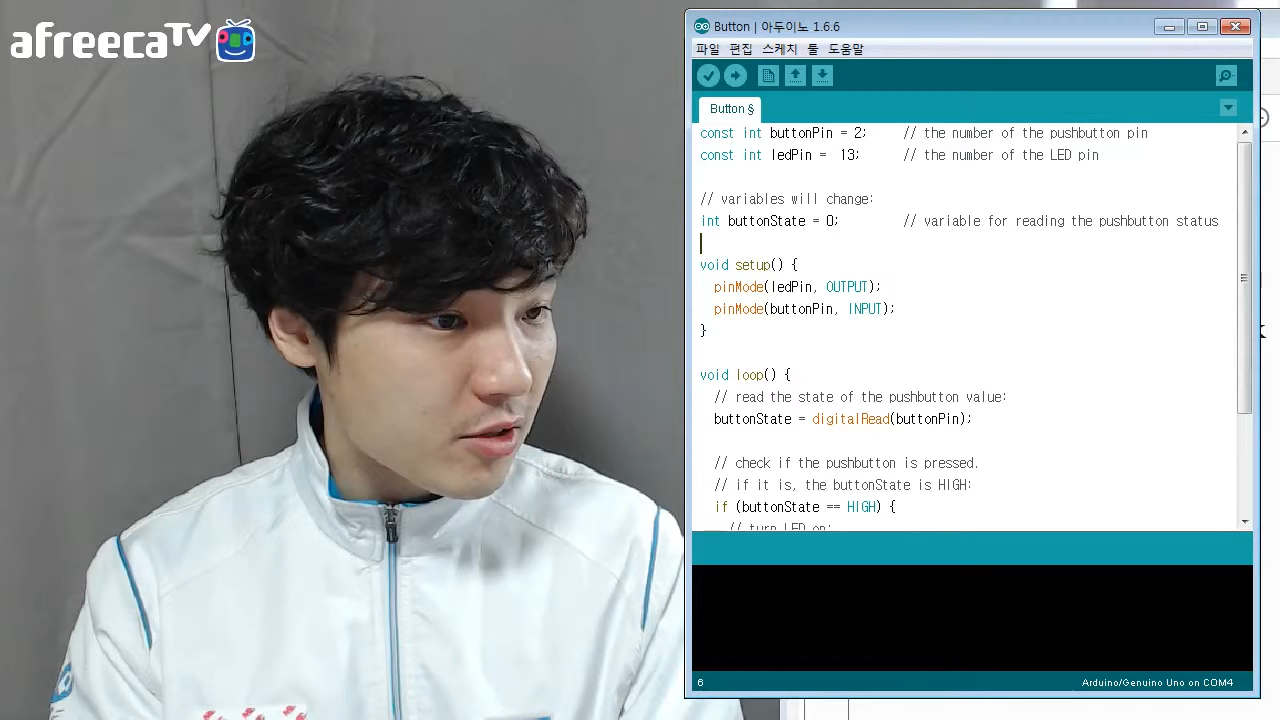 afreecaTV
Button | 아두이노 1.6.6
파일 편집 스케치 툴 도움말
Button §
const int buttonPin = 2;     // the number of the pushbutton pin
const int ledPin =  13;      // the number of the LED pin
// variables will change:
int buttonState = 0;         // variable for reading the pushbutton status
void setup() {
  pinMode(ledPin, OUTPUT);
  pinMode(buttonPin, INPUT);
}
void loop() {
  // read the state of the pushbutton value:
  buttonState = digitalRead(buttonPin);
  // check if the pushbutton is pressed.
  // if it is, the buttonState is HIGH:
  if (buttonState == HIGH) {
    // turn LED on:
6
Arduino/Genuino Uno on COM4